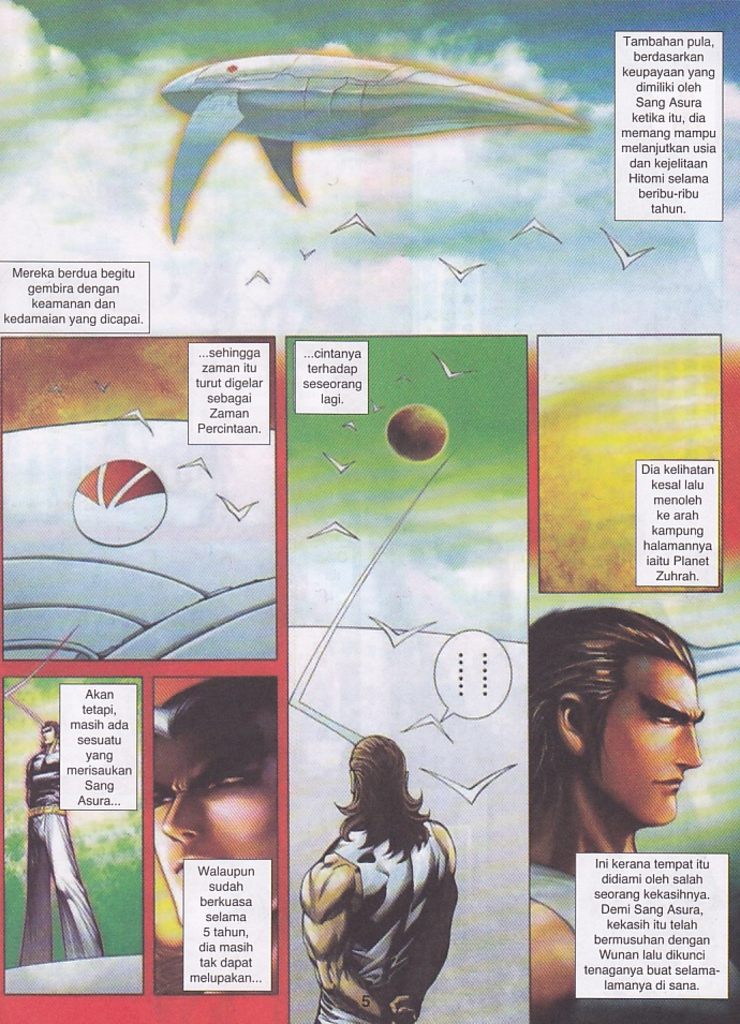 Tambahan pula,
berdasarkan
keupayaan yang
dimiliki oleh
Sang Asura
ketika itu, dia
memang mampu
melanjutkan usia
dan kejelitaan
Hitomi selama
beribu-ribu
tahun.
Mereka berdua begitu
gembira dengan
keamanan dan
kedamaian yang dicapai.
...sehingga
zaman itu
turut digelar
sebagai
Zaman
Percintaan.
Akan
tetapi,
masih ada
sesuatu
yang
merisaukan
Sang
Asura...
Walaupun
sudah
berkuasa
selama
5 tahun,
dia masih
tak dapat
melupakan...
...cintanya
terhadap
seseorang
lagi.
Dia kelihatan
kesal lalu
menoleh
ke arah
kampung
halamannya
iaitu Planet
Zuhrah.
Ini kerana tempat itu
didiami oleh salah
seorang kekasihnya.
Demi Sang Asura,
kekasih itu telah
bermusuhan dengan
Wunan lalu dikunci
tenaganya buat selama-
lamanya di sana.
5